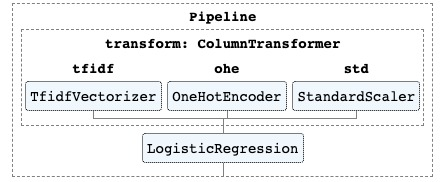 Pipeline
transform: ColumnTransformer
tfidf ohe std
TfidfVectorizer OneHotEncoder StandardScaler
LogisticRegression